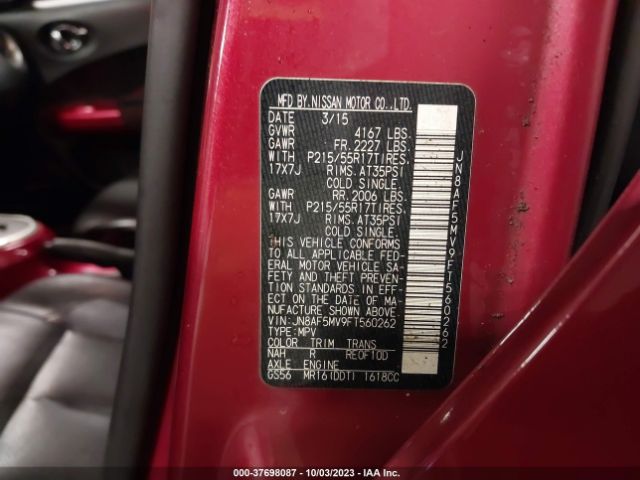 MFD BY NISSAN MOTOR CO.,LTD.
DATE 3/15
GVWR 4167 LBS.
GAWR FR. 2227 LBS.
WITH P215/55R17TIRES,
17X7J RIMS, AT35PSI
COLD SINGLE.
GAWR RR. 2006 LBS.
WITH P215/55R17TIRES,
17X7J RIMS, AT35PSI
COLD SINGLE.
THIS VEHICLE CONFORMS
TO ALL APPLICABLE FED-
ERAL MOTOR VEHICLE SA-
FETY AND THEFT PREVEN-
TION STANDARDS IN EFF-
ECT ON THE DATE OF MA-
NUFACTURE SHOWN ABOVE.
VIN:JN8AF5MV9FT560262
TYPE:MPV
COLOR TRIM TRANS
NAH R RE0F10D
AXLE ENGINE
GS56 MR16(DDT) 1618CC
JN8AF5MV9FT560262
000-37698087 - 10/03/2023 - IAA Inc.